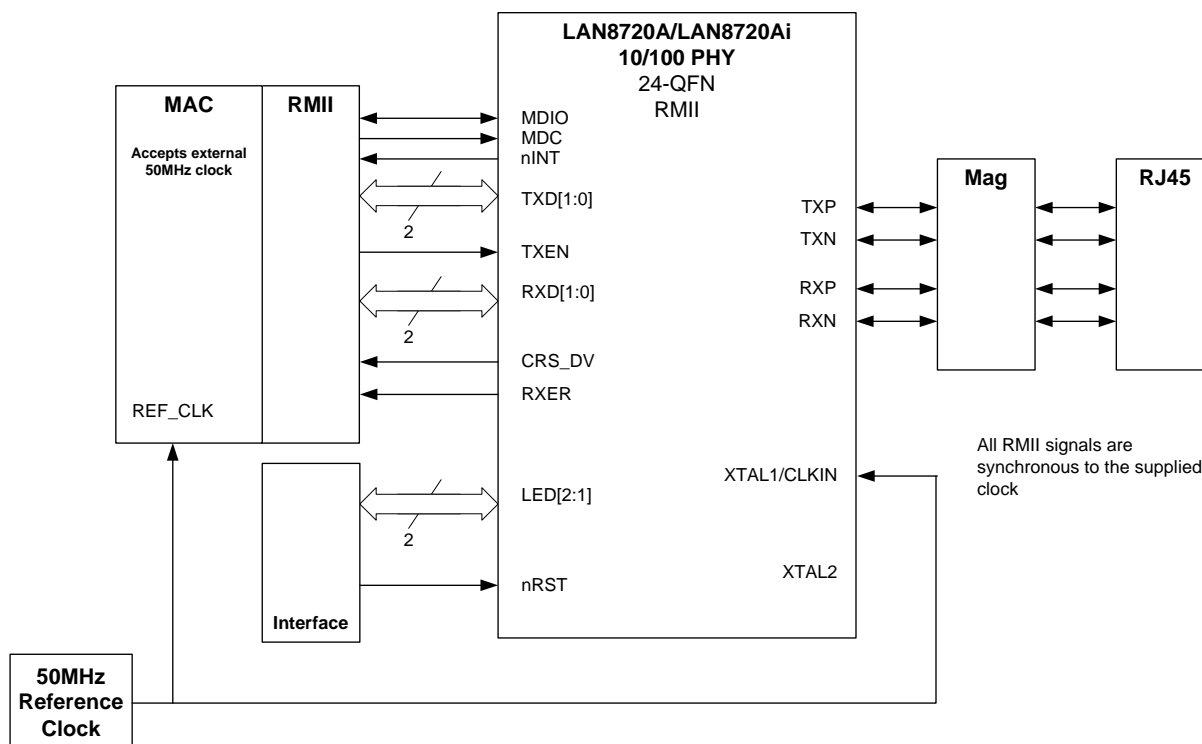 LAN8720A/LAN8720Ai
10/100 PHY
24-QFN
RMII
MAC
Accepts external
50MHz clock
REF_CLK
RMII
MDIO
MDC
nINT
TXD[1:0]
2
TXEN
RXD[1:0]
2
CRS_DV
RXER
LED[2:1]
2
nRST
Interface
TXP
TXN
RXP
RXN
XTAL1/CLKIN
XTAL2
Mag
RJ45
All RMII signals are
synchronous to the supplied
clock
50MHz
Reference
Clock